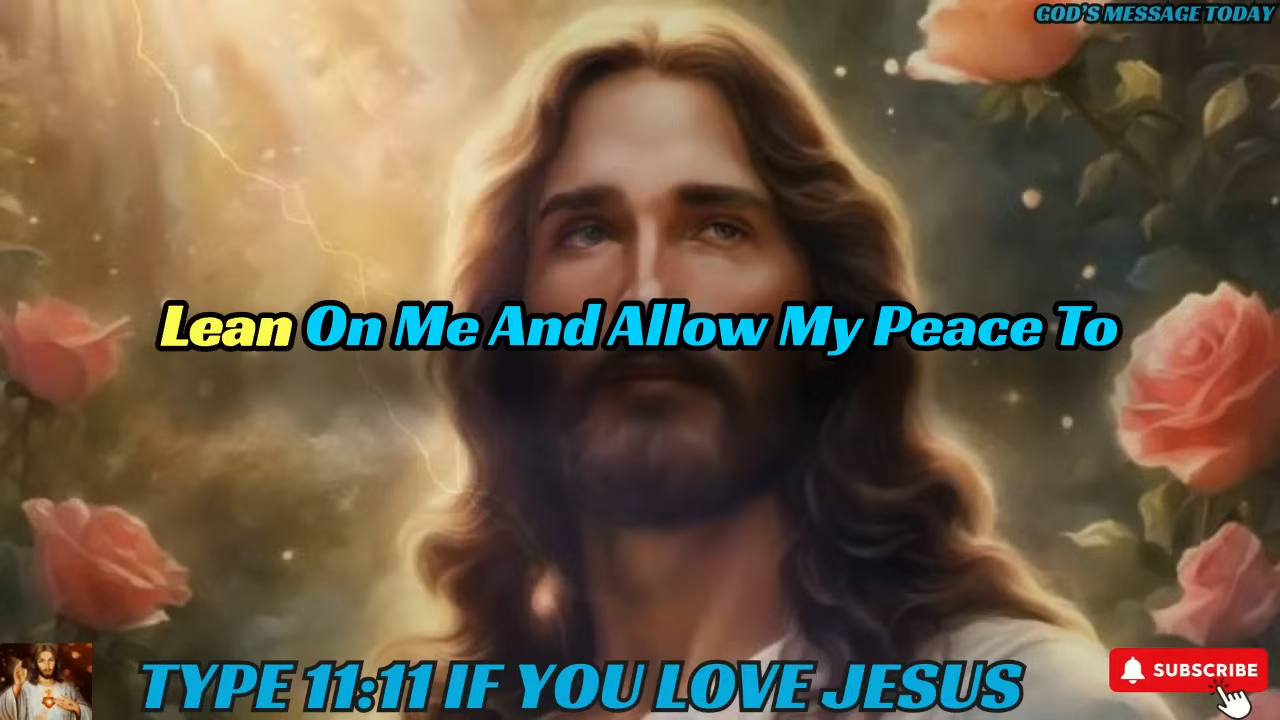 GOD'S MESSAGE TODAY
Lean On Me And Allow My Peace To
TYPE 11:11 IF YOU LOVE JESUS
SUBSCRIBE